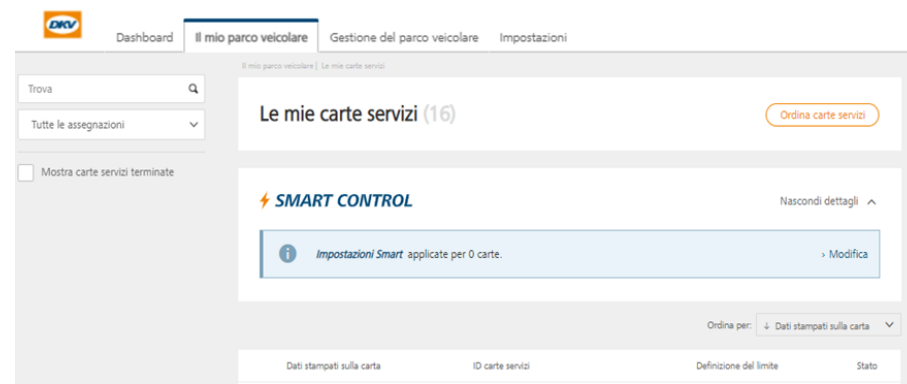 DKV
Dashboard Il mio parco veicolare Gestione del parco veicolare Impostazioni
Il mio parco veicolare | Le mie carte servizi
Trova
Tutte le assegnazioni
Mostra carte servizi terminate
Le mie carte servizi (16)
Ordina carte servizi
SMART CONTROL
Nascondi dettagli
Impostazioni Smart applicate per 0 carte.
› Modifica
Ordina per: ↓ Dati stampati sulla carta
Dati stampati sulla carta ID carte servizi Definizione del limite Stato